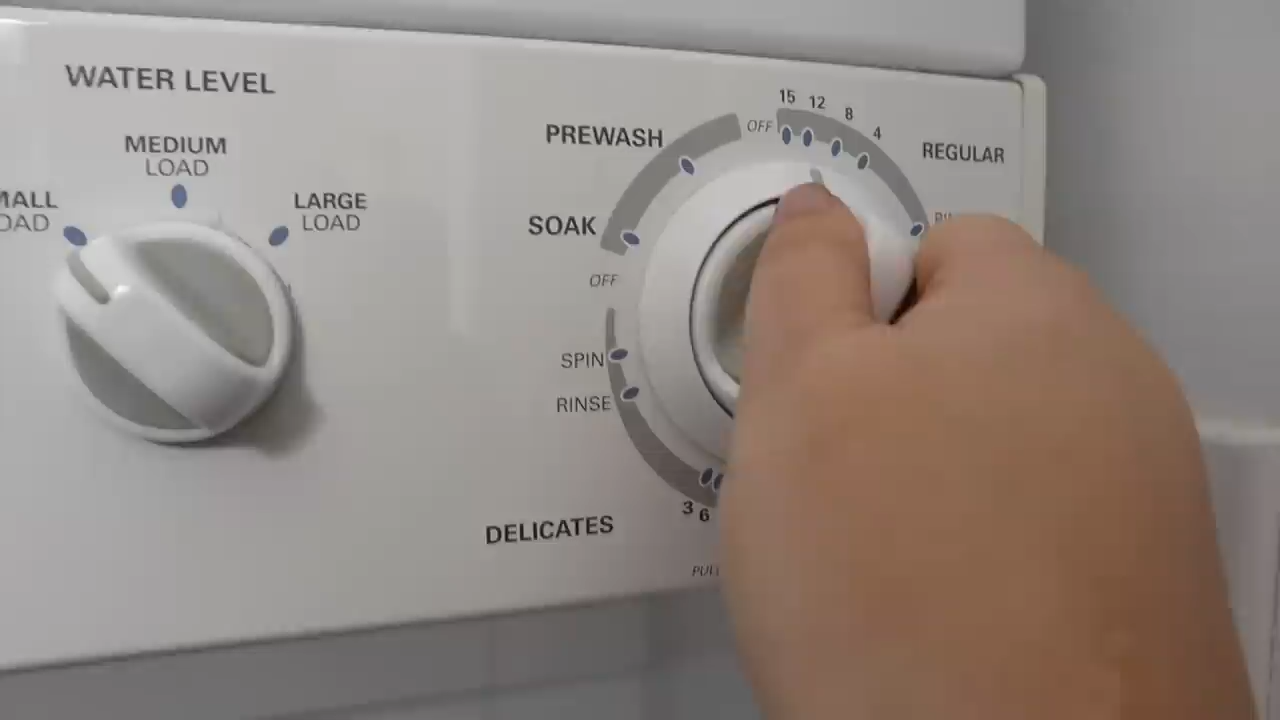 WATER LEVEL
MEDIUM
LOAD
LARGE
LOAD
PREWASH
SOAK
OFF
SPIN
RINSE
DELICATES
3 6
OFF
15 12 8 4
REGULAR